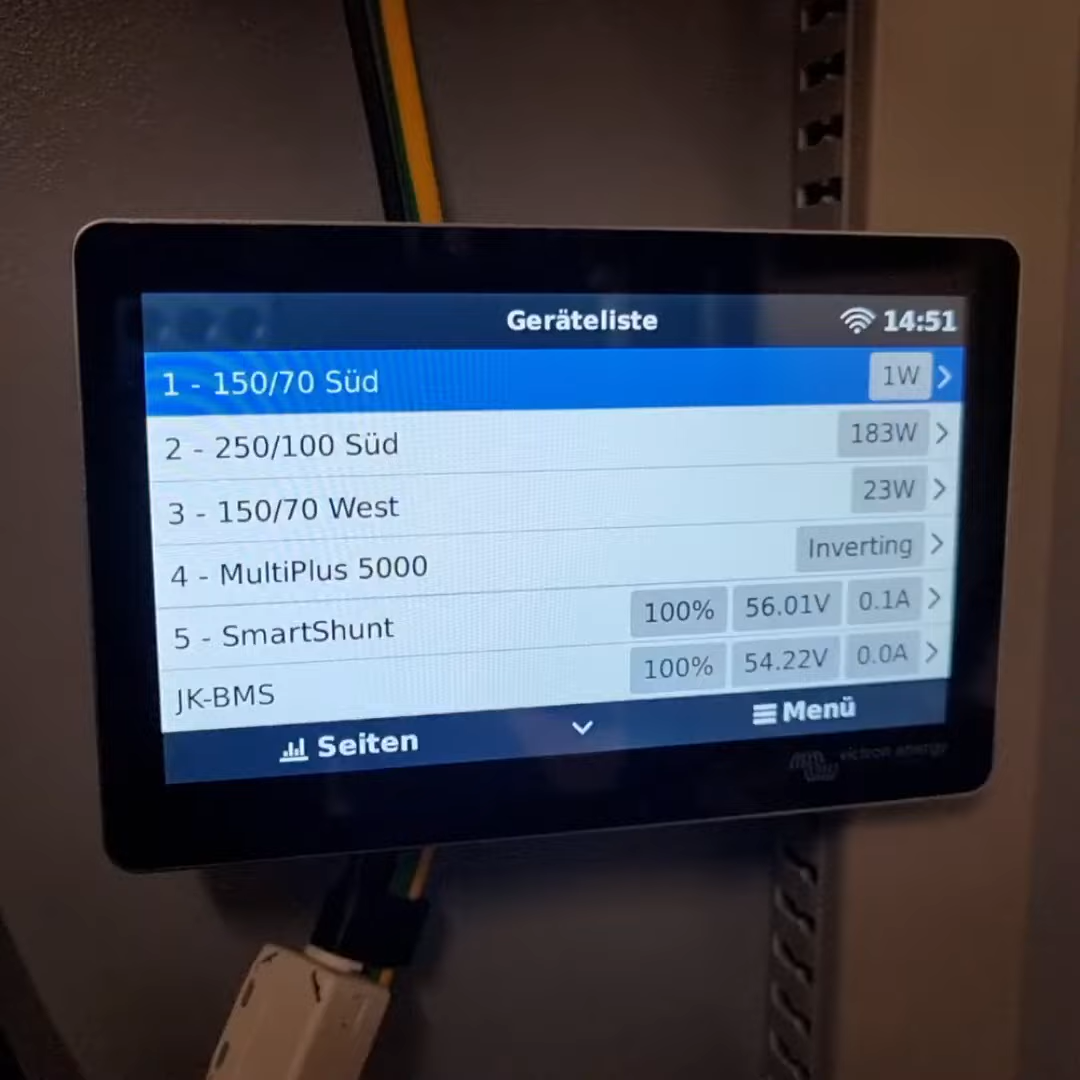 Geräteliste 14:51
1 - 150/70 Süd 1W
2 - 250/100 Süd 183W
3 - 150/70 West 23W
4 - MultiPlus 5000 Inverting
5 - SmartShunt 100% 56.01V 0.1A
JK-BMS 100% 54.22V 0.0A
Seiten Menü
victron energy